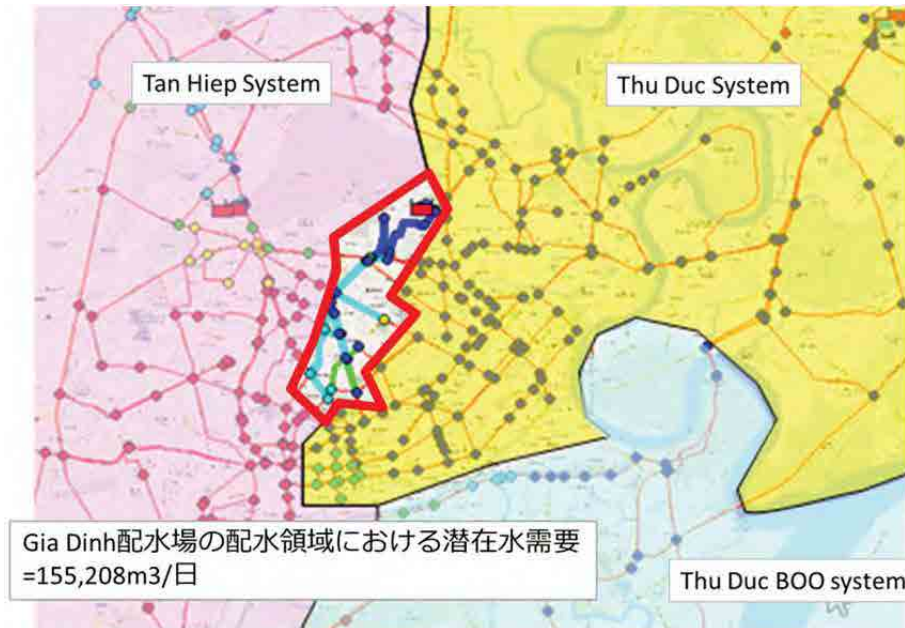 Tan Hiep System
Thu Duc System
Gia Dinh配水場の配水領域における潜在水需要
=155,208m3/日
Thu Duc BOO system